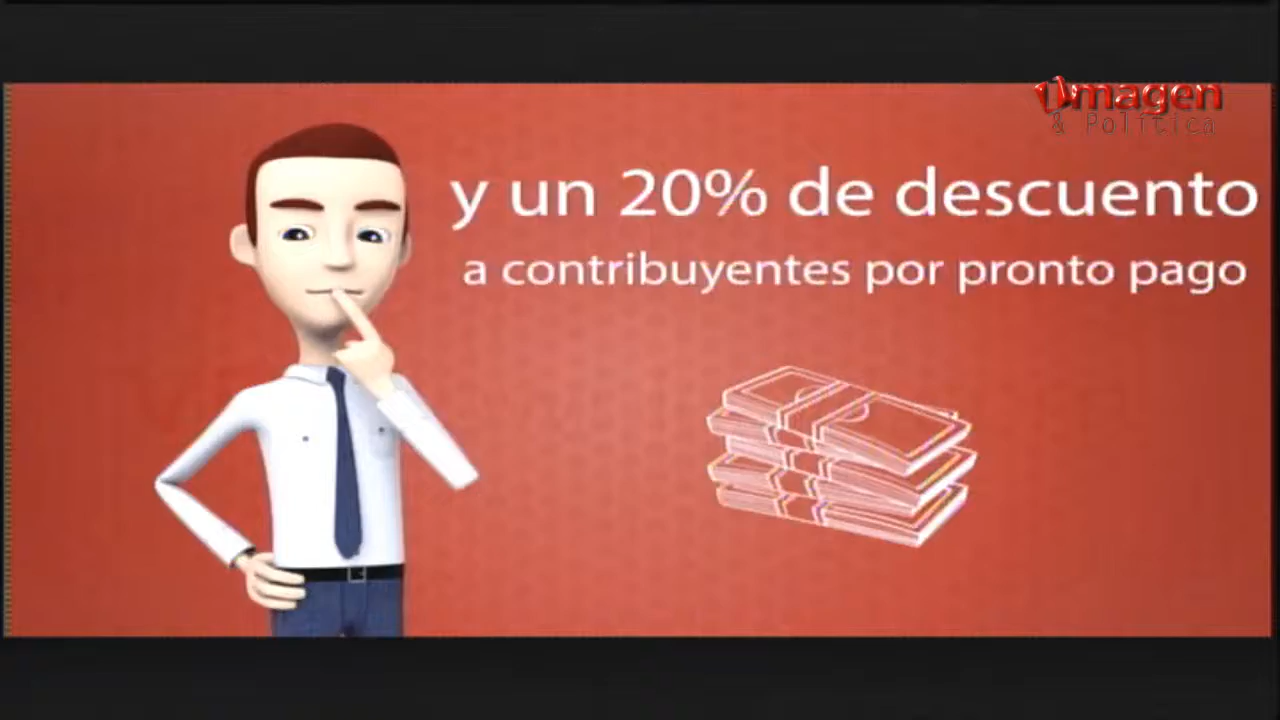 Imagen
& Política
y un 20% de descuento
a contribuyentes por pronto pago